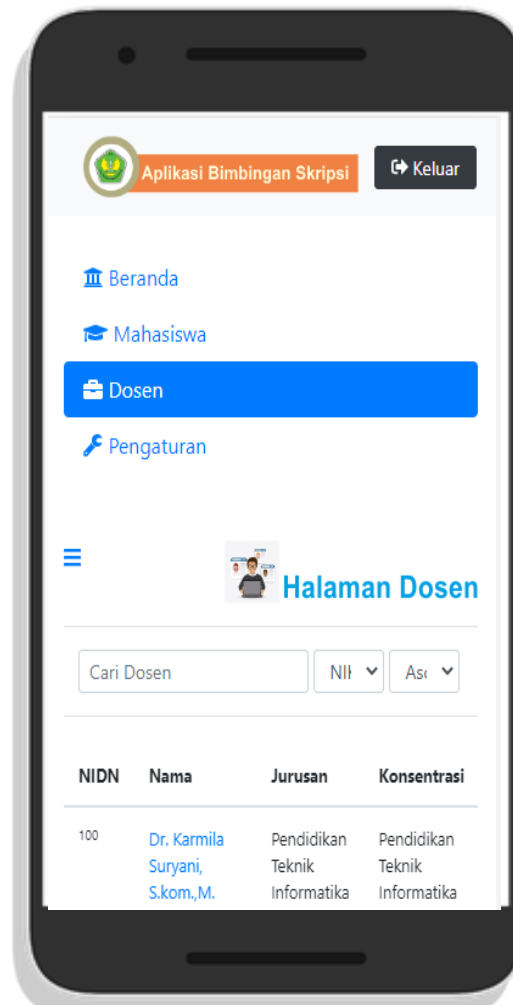 Aplikasi Bimbingan Skripsi
Keluar
Beranda
Mahasiswa
Dosen
Pengaturan
Halaman Dosen
Cari Dosen
NIDN Nama Jurusan Konsentrasi
100 Dr. Karmila Pendidikan Pendidikan
Suryani, Teknik Teknik
S.kom.,M. Informatika Informatika